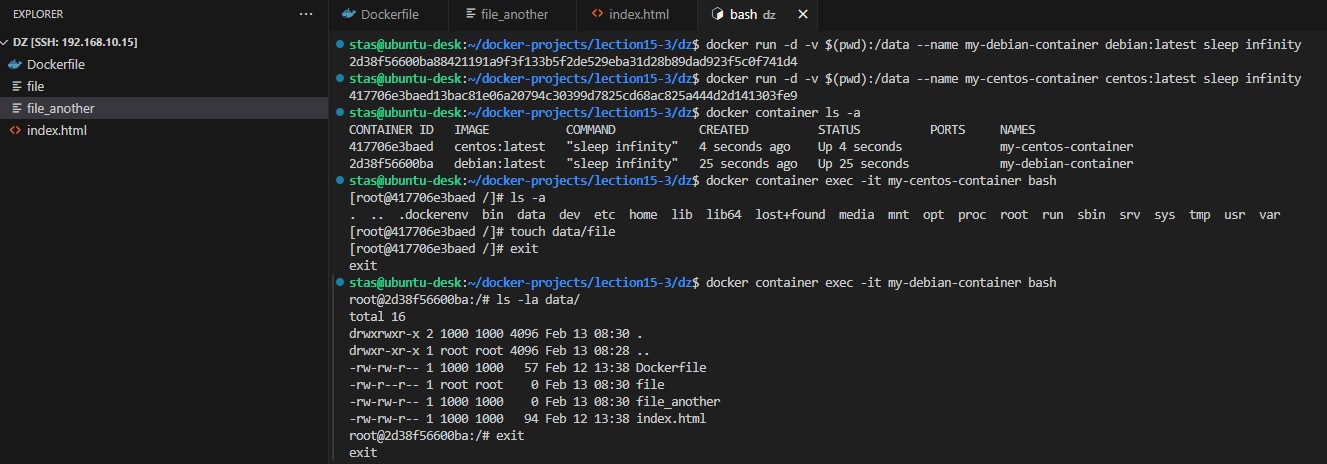 EXPLORER ···
DZ [SSH: 192.168.10.15]
Dockerfile
file
file_another
index.html
Dockerfile file_another index.html bash dz
stas@ubuntu-desk:~/docker-projects/lection15-3/dz$ docker run -d -v $(pwd):/data --name my-debian-container debian:latest sleep infinity
2d38f56600ba88421191a9f3f133b5f2de529eba31d28b89dad923f5c0f741d4
stas@ubuntu-desk:~/docker-projects/lection15-3/dz$ docker run -d -v $(pwd):/data --name my-centos-container centos:latest sleep infinity
417706e3baed13bac81e06a20794c30399d7825cd68ac825a444d2d141303fe9
stas@ubuntu-desk:~/docker-projects/lection15-3/dz$ docker container ls -a
CONTAINER ID IMAGE COMMAND CREATED STATUS PORTS NAMES
417706e3baed centos:latest "sleep infinity" 4 seconds ago Up 4 seconds my-centos-container
2d38f56600ba debian:latest "sleep infinity" 25 seconds ago Up 25 seconds my-debian-container
stas@ubuntu-desk:~/docker-projects/lection15-3/dz$ docker container exec -it my-centos-container bash
[root@417706e3baed /]# ls -a
. .. .dockerenv bin data dev etc home lib lib64 lost+found media mnt opt proc root run sbin srv sys tmp usr var
[root@417706e3baed /]# touch data/file
[root@417706e3baed /]# exit
exit
stas@ubuntu-desk:~/docker-projects/lection15-3/dz$ docker container exec -it my-debian-container bash
root@2d38f56600ba:/# ls -la data/
total 16
drwxrwxr-x 2 1000 1000 4096 Feb 13 08:30 .
drwxr-xr-x 1 root root 4096 Feb 13 08:28 ..
-rw-rw-r-- 1 1000 1000 57 Feb 12 13:38 Dockerfile
-rw-r--r-- 1 root root 0 Feb 13 08:30 file
-rw-rw-r-- 1 1000 1000 0 Feb 13 08:30 file_another
-rw-rw-r-- 1 1000 1000 94 Feb 12 13:38 index.html
root@2d38f56600ba:/# exit
exit